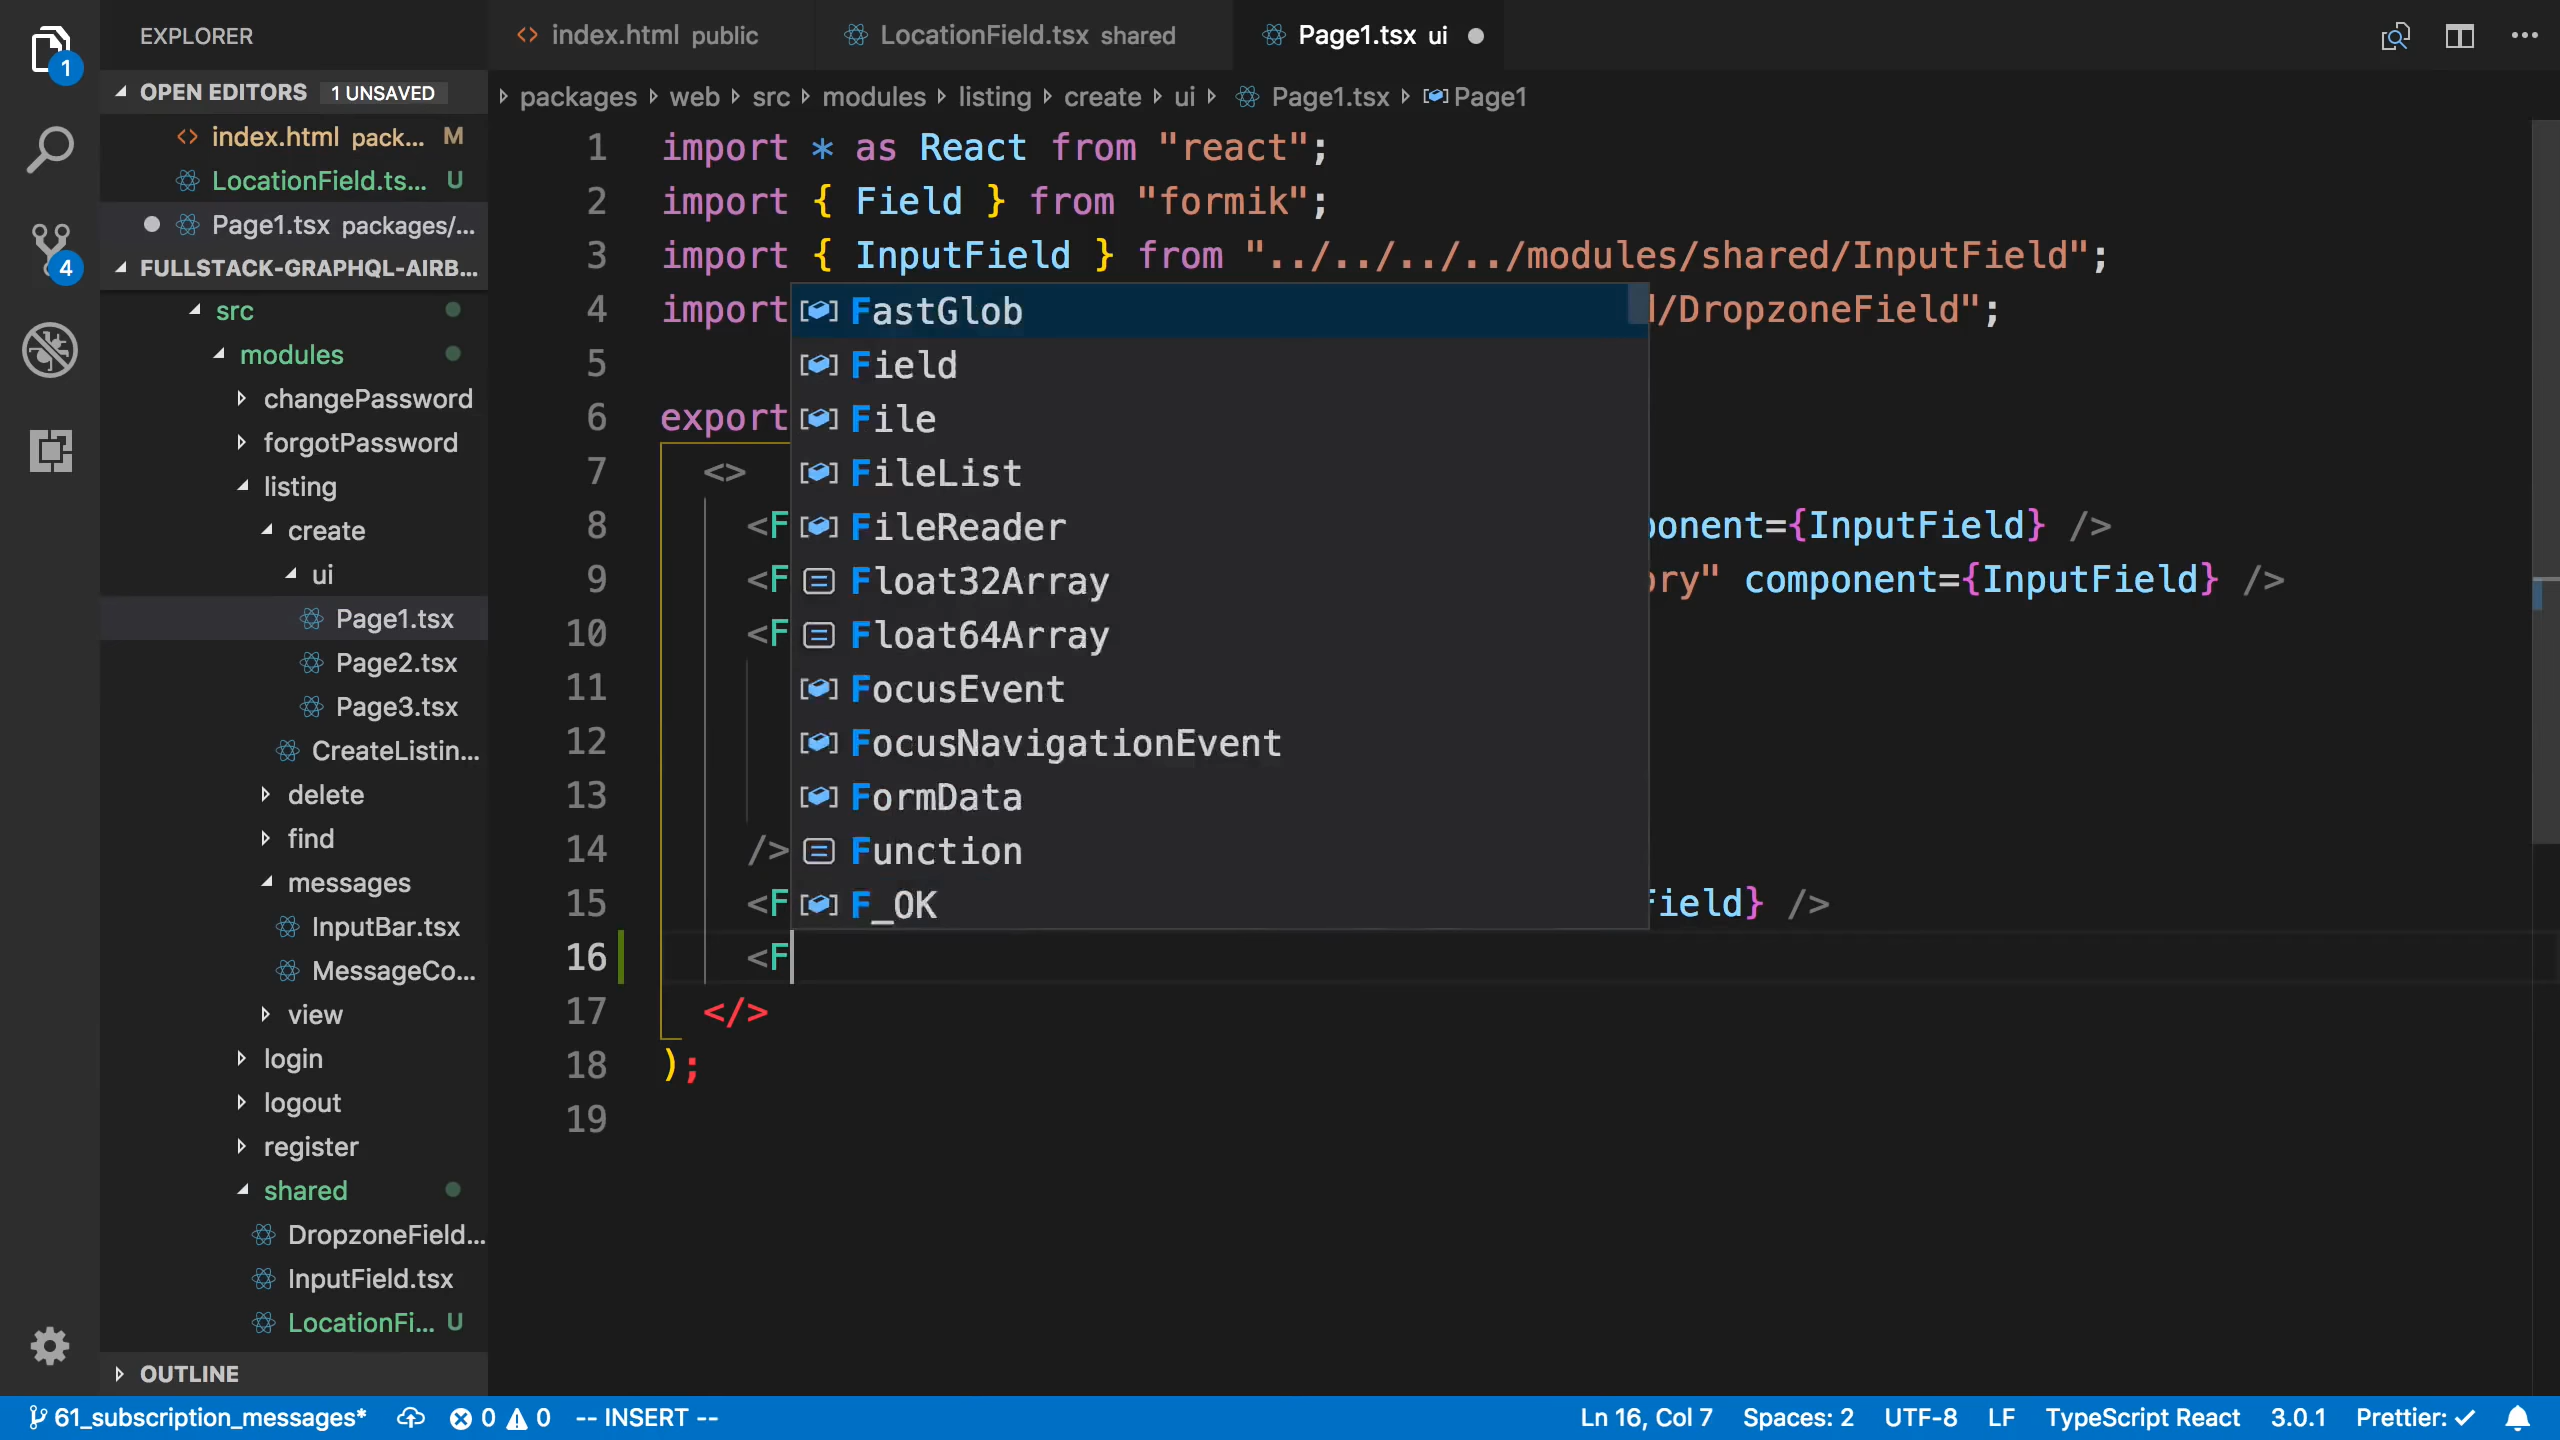 EXPLORER
OPEN EDITORS 1 UNSAVED
index.html pack... M
LocationField.ts... U
Page1.tsx packages/...
FULLSTACK-GRAPHQL-AIRB...
src
modules
changePassword
forgotPassword
listing
create
ui
Page1.tsx
Page2.tsx
Page3.tsx
CreateListin...
delete
find
messages
InputBar.tsx
MessageCo...
view
login
logout
register
shared
DropzoneField...
InputField.tsx
LocationFi... U
OUTLINE
1
4
index.html public
LocationField.tsx shared
Page1.tsx ui
packages web src modules listing create ui Page1.tsx Page1
1 import * as React from "react";
2 import { Field } from "formik";
3 import { InputField } from "../../../../modules/shared/InputField";
4 import d/DropzoneField";
5
6 export
7 <>
8 <F ponent={InputField} />
9 <F ory" component={InputField} />
10 <F
11
12
13
14 />
15 <F Field} />
16 <F
17 </>
18 );
19
FastGlob
Field
File
FileList
FileReader
Float32Array
Float64Array
FocusEvent
FocusNavigationEvent
FormData
Function
F_OK
61_subscription_messages* 0 0 -- INSERT -- Ln 16, Col 7 Spaces: 2 UTF-8 LF TypeScript React 3.0.1 Prettier: ✓